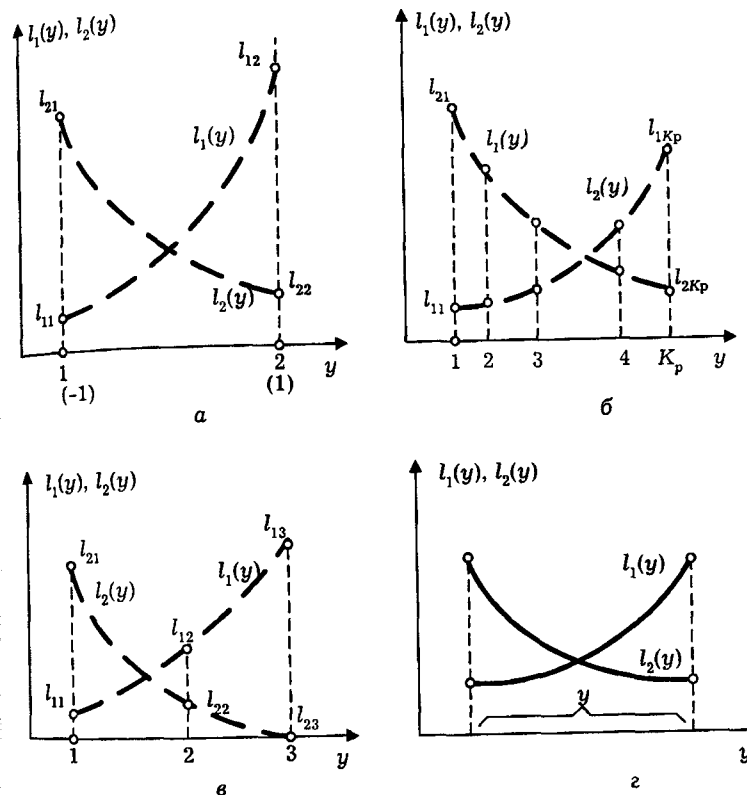 l₁(y), l₂(y)
l₁₂
l₂₁
l₁(y)
l₁₁
l₂(y)
l₂₂
1
2
y
(-1)
(1)
а
l₁(y), l₂(y)
l₂₁
l₁(y)
l₁Kp
l₂(y)
l₁₁
l₂Kp
1
2
3
4
Kₚ
y
б
l₁(y), l₂(y)
l₁₃
l₂₁
l₂(y)
l₁(y)
l₁₂
l₁₁
l₂₂
l₂₃
1
2
3
y
в
l₁(y), l₂(y)
l₁(y)
l₂(y)
y
y
г